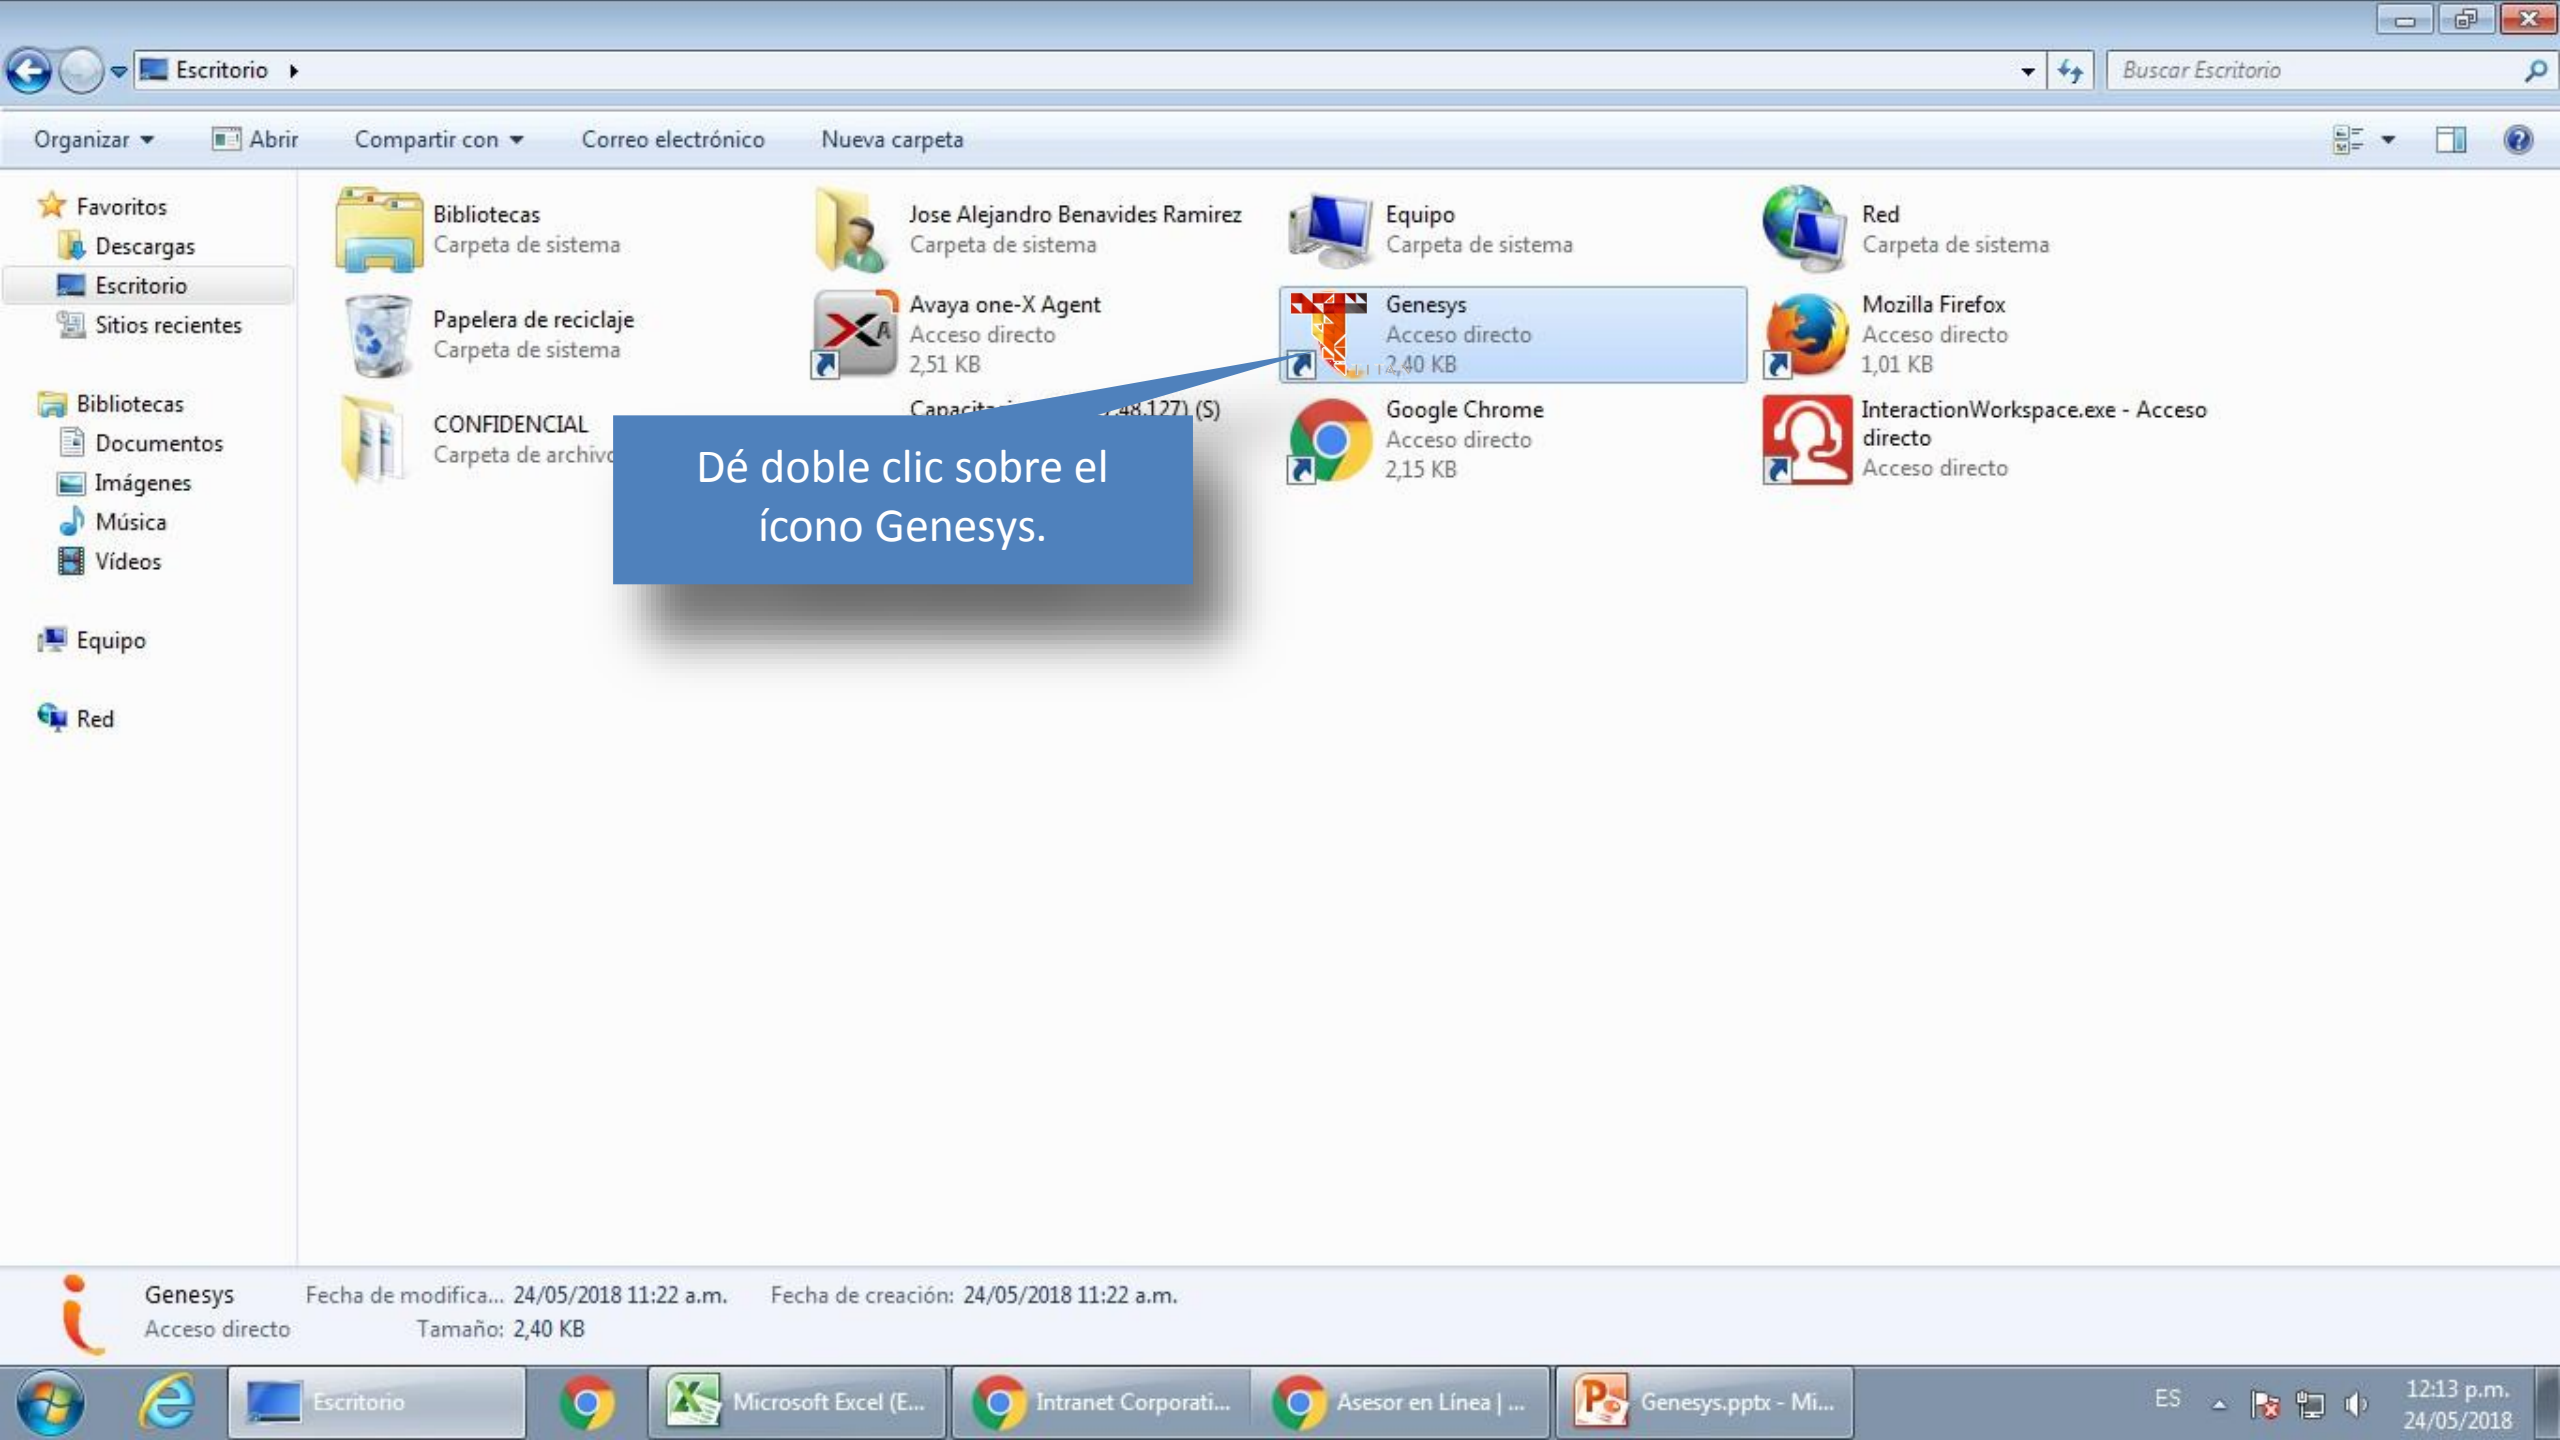 Escritorio
Buscar Escritorio
Organizar
Abrir
Compartir con
Correo electrónico
Nueva carpeta
Favoritos
Descargas
Escritorio
Sitios recientes
Bibliotecas
Documentos
Imágenes
Música
Vídeos
Equipo
Red
Bibliotecas
Carpeta de sistema
Jose Alejandro Benavides Ramirez
Carpeta de sistema
Equipo
Carpeta de sistema
Red
Carpeta de sistema
Papelera de reciclaje
Carpeta de sistema
Avaya one-X Agent
Acceso directo
2,51 KB
Genesys
Acceso directo
2,40 KB
Mozilla Firefox
Acceso directo
1,01 KB
CONFIDENCIAL
Carpeta de
48.127) (S)
Google Chrome
Acceso directo
2,15 KB
InteractionWorkspace.exe - Acceso
directo
Acceso directo
Dé doble clic sobre el
ícono Genesys.
Genesys
Acceso directo
Fecha de modifica... 24/05/2018 11:22 a.m.
Fecha de creación: 24/05/2018 11:22 a.m.
Tamaño: 2,40 KB
Escritorio
Microsoft Excel (E...
Intranet Corporati...
Asesor en Línea | ...
Genesys.pptx - Mi...
ES
12:13 p.m.
24/05/2018